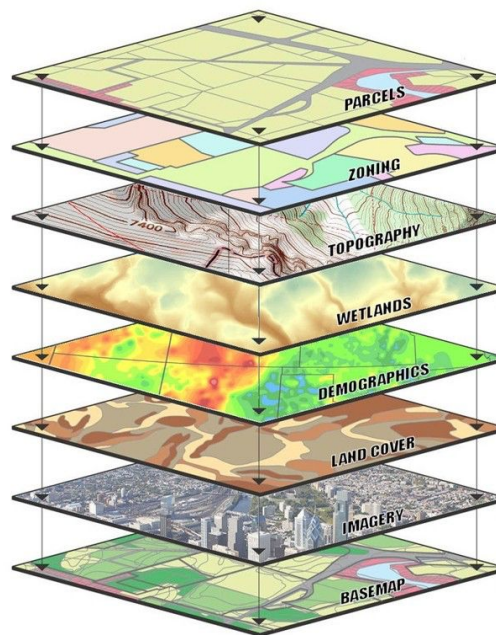 PARCELS
ZONING
7400
TOPOGRAPHY
WETLANDS
DEMOGRAPHICS
LAND COVER
IMAGERY
BASEMAP